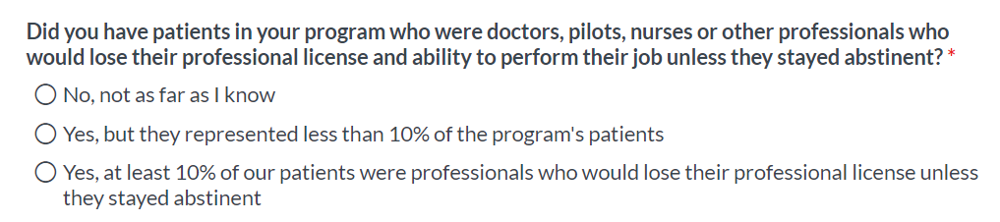 Did you have patients in your program who were doctors, pilots, nurses or other professionals who
would lose their professional license and ability to perform their job unless they stayed abstinent? *
No, not as far as I know
Yes, but they represented less than 10% of the program's patients
Yes, at least 10% of our patients were professionals who would lose their professional license unless
they stayed abstinent